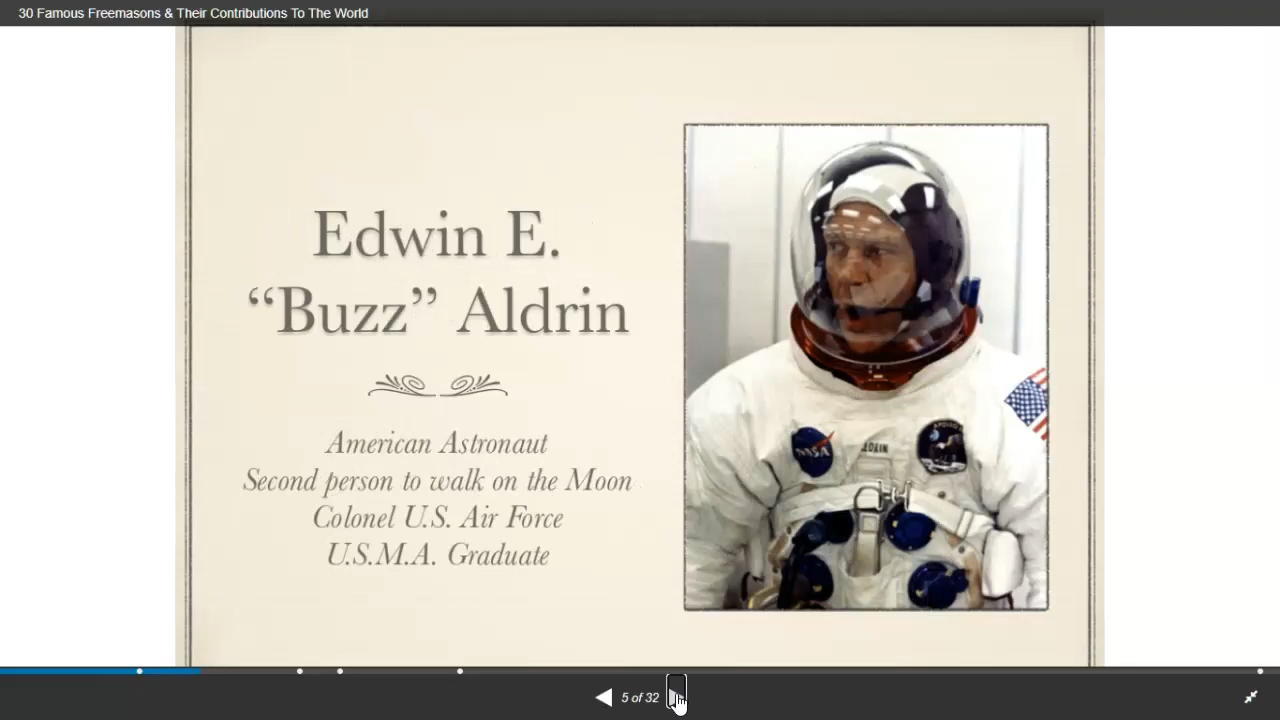 30 Famous Freemasons & Their Contributions To The World
Edwin E.
“Buzz” Aldrin
American Astronaut
Second person to walk on the Moon
Colonel U.S. Air Force
U.S.M.A. Graduate
NASA
5 of 32